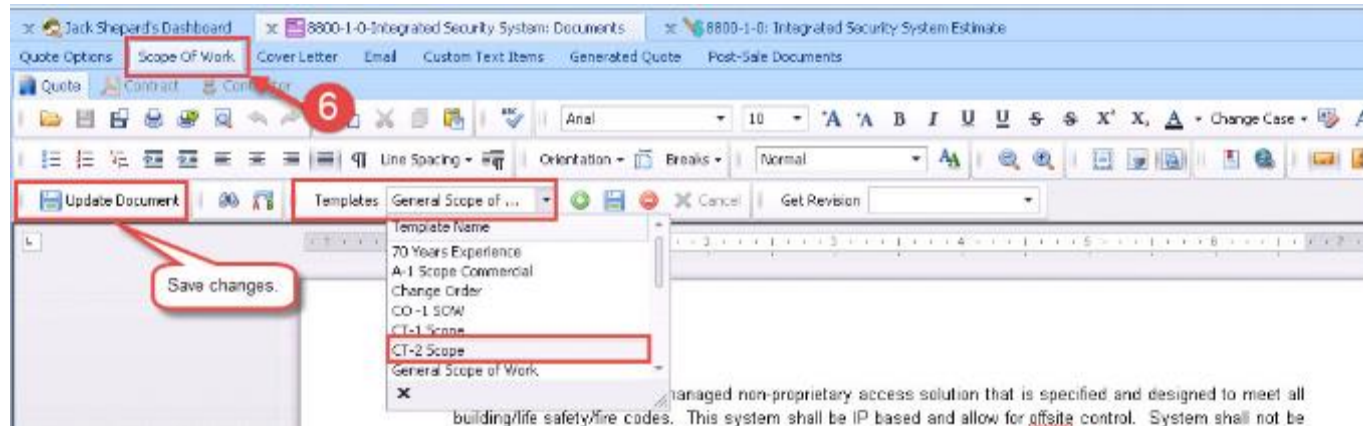 Jack Shepard's Dashboard 8800-1-0-Integrated Security System: Documents 8800-1-0: Integrated Security System Estimate
Quote Options Scope Of Work Cover Letter Email Custom Text Items Generated Quote Post-Sale Documents
Quote Contract
6
Arial 10 A A B I U U S S X X, A Change Case
Line Spacing Orientation Breaks Normal
Update Document Templates General Scope of ... Cancel Get Revision
Template Name
70 Years Experience
A-1 Scope Commercial
Change Order
CO -1 SOW
CT-1 Scope
CT-2 Scope
General Scope of Work
Save changes.
managed non-proprietary access solution that is specified and designed to meet all
building/life safety/fire codes. This system shall be IP based and allow for offsite control. System shall not be